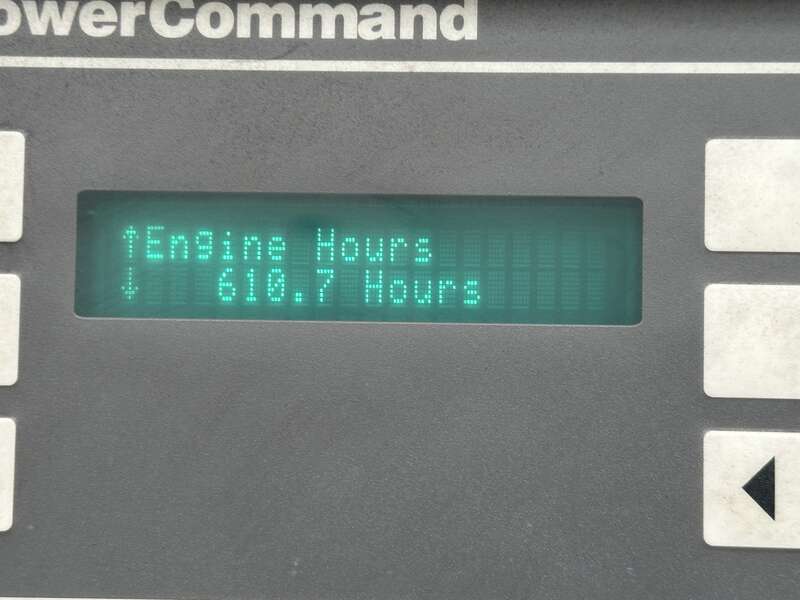 owerCommand
↑Engine Hours
↓ 610.7 Hours